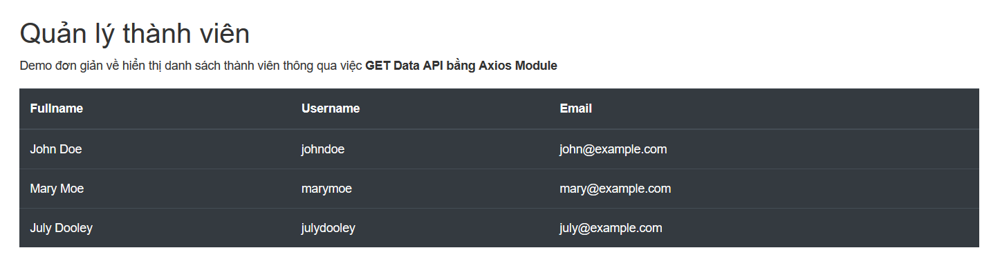 Quản lý thành viên
Demo đơn giản về hiển thị danh sách thành viên thông qua việc GET Data API bằng Axios Module
Fullname Username Email
John Doe johndoe john@example.com
Mary Moe marymoe mary@example.com
July Dooley julydooley july@example.com